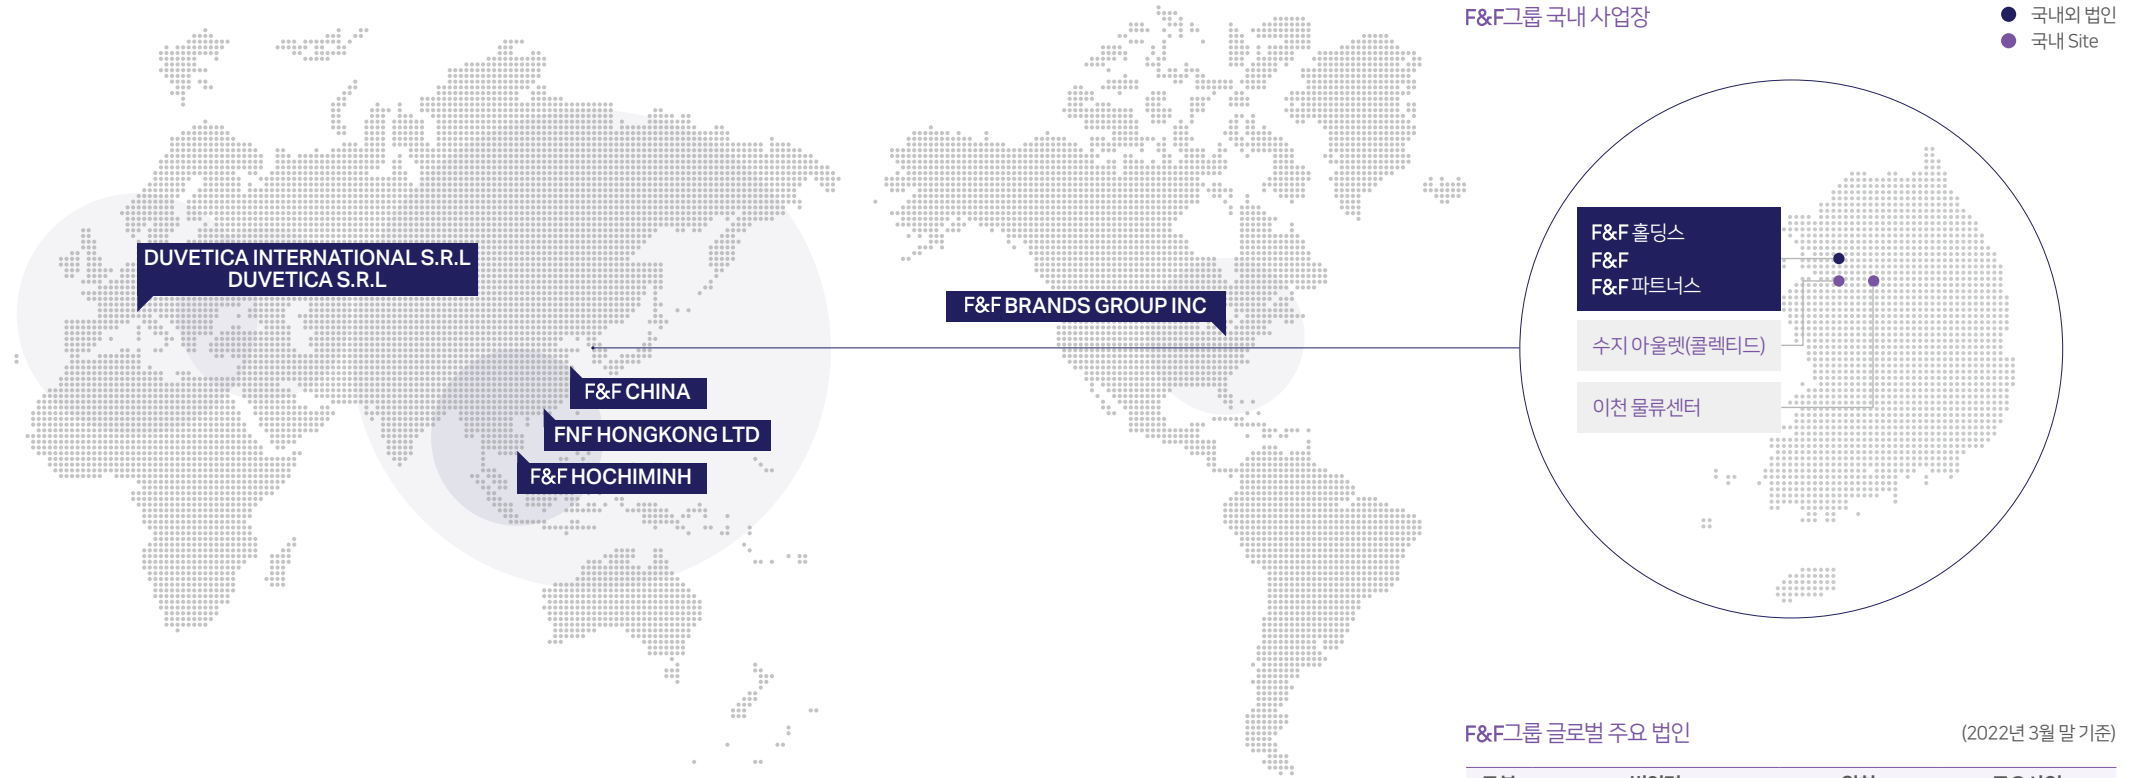 F&F그룹 국내 사업장
국내외 법인
국내 Site
DUVETICA INTERNATIONAL S.R.L
DUVETICA S.R.L
F&F BRANDS GROUP INC
F&F CHINA
FNF HONGKONG LTD
F&F HOCHIMINH
F&F 홀딩스
F&F
F&F 파트너스
수지 아울렛(콜렉티드)
이천 물류센터
F&F그룹 글로벌 주요 법인
(2022년 3월 말 기준)